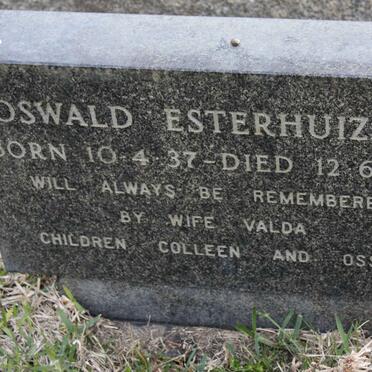 OSWALD ESTERHUIZ
BORN 10-4-37-DIED 12-6
WILL ALWAYS BE REMEMBERE
BY WIFE VALDA
CHILDREN COLLEEN AND OSS